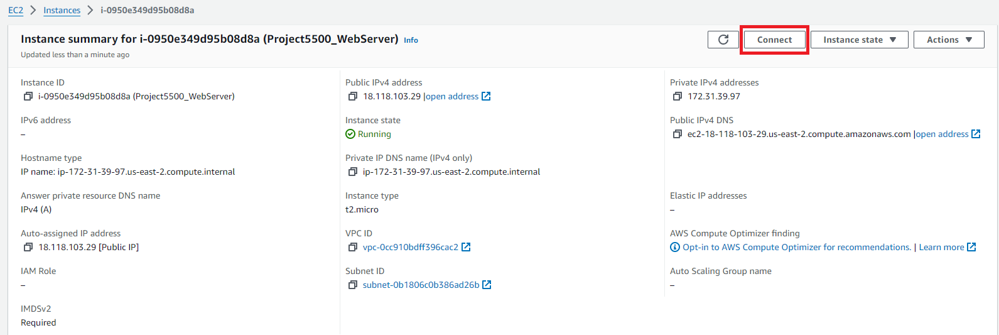 EC2 > Instances > i-0950e349d95b08d8a
Instance summary for i-0950e349d95b08d8a (Project5500_WebServer) Info
Updated less than a minute ago
Connect
Instance state
Actions
Instance ID
i-0950e349d95b08d8a (Project5500_WebServer)
Public IPv4 address
18.118.103.29 |open address
Private IPv4 addresses
172.31.39.97
IPv6 address
–
Instance state
Running
Public IPv4 DNS
ec2-18-118-103-29.us-east-2.compute.amazonaws.com |open address
Hostname type
IP name: ip-172-31-39-97.us-east-2.compute.internal
Private IP DNS name (IPv4 only)
ip-172-31-39-97.us-east-2.compute.internal
Answer private resource DNS name
IPv4 (A)
Instance type
t2.micro
Elastic IP addresses
–
Auto-assigned IP address
18.118.103.29 [Public IP]
VPC ID
vpc-0cc910bdff396cac2
AWS Compute Optimizer finding
Opt-in to AWS Compute Optimizer for recommendations. | Learn more
IAM Role
–
Subnet ID
subnet-0b1806c0b386ad26b
Auto Scaling Group name
–
IMDSv2
Required